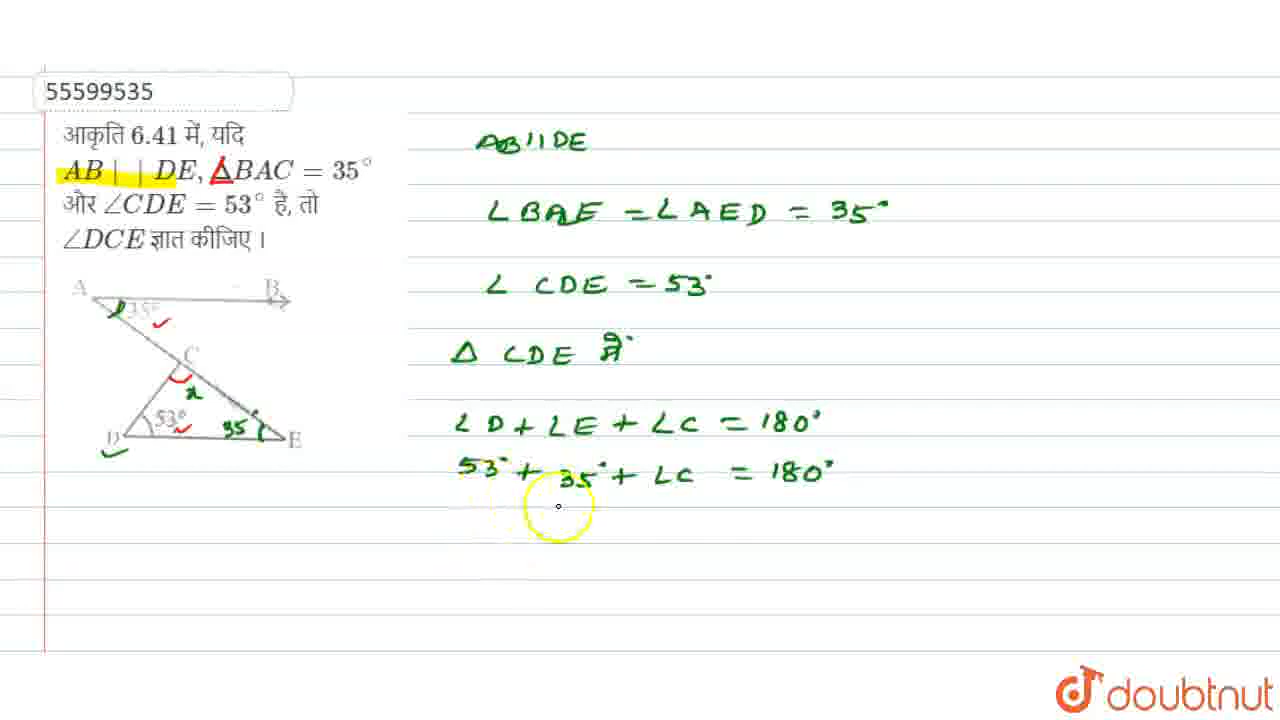 55599535
आकृति 6.41 में, यदि
AB | | DE, ΔBAC = 35°
और ∠CDE = 53° है, तो
∠DCE ज्ञात कीजिए ।
A B
35°
C
x
53° 35°
D E
AB || DE
∠ BAE = ∠ AED = 35°
∠ CDE = 53°
Δ CDE में
∠D + ∠E + ∠C = 180°
53° + 35° + ∠C = 180°
doubtnut